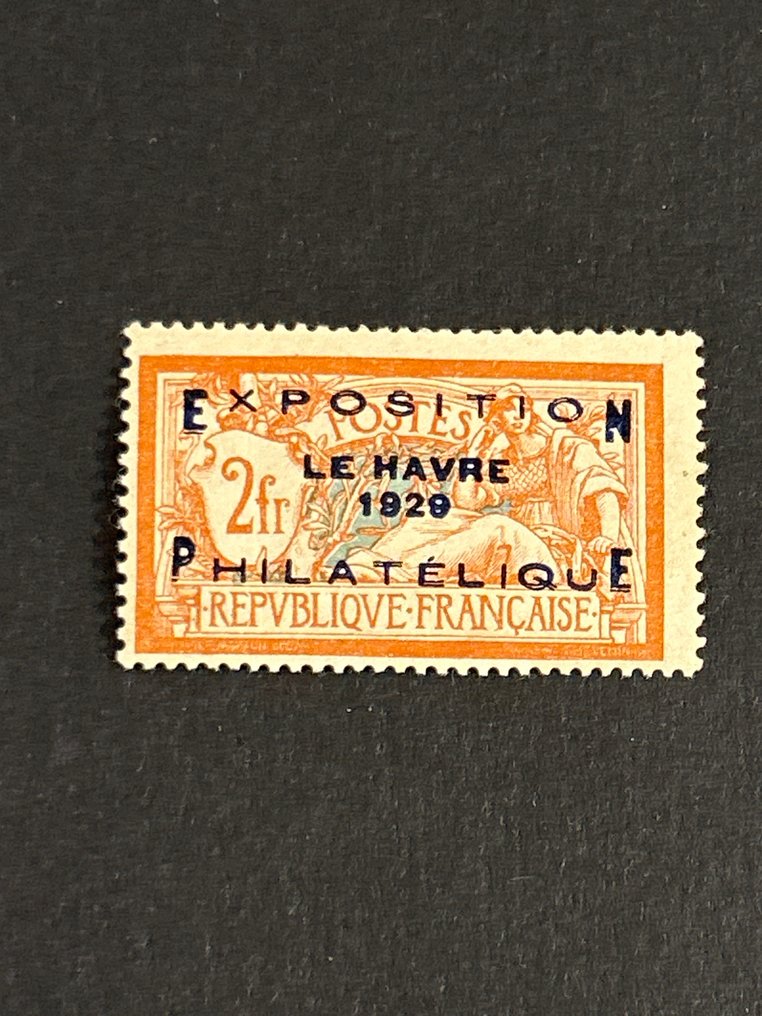 EXPOSITION
POSTES
LE HAVRE
2fr
1929
PHILATÉLIQUE
·REPVBLIQVE·FRANÇAISE·